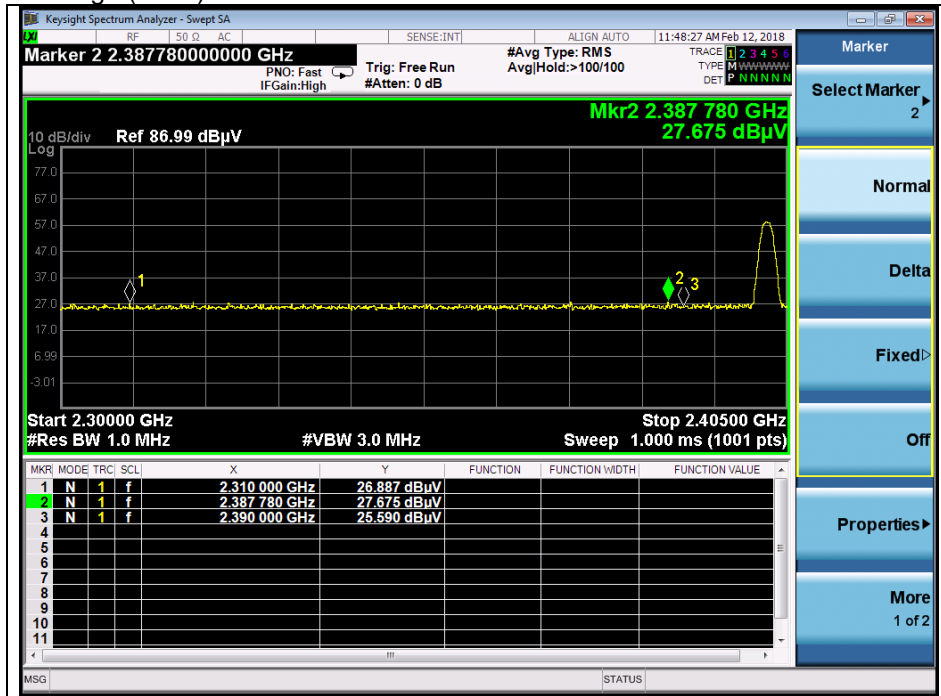 Keysight Spectrum Analyzer - Swept SA
LXI RF 50 Ω AC SENSE:INT ALIGN AUTO 11:48:27 AM Feb 12, 2018
Marker 2 2.387780000000 GHz
PNO: Fast
IFGain:High
Trig: Free Run
#Atten: 0 dB
#Avg Type: RMS
Avg|Hold:>100/100
TRACE 1 2 3 4 5 6
TYPE M W W W W W
DET P N N N N N
Mkr2 2.387 780 GHz
27.675 dBµV
10 dB/div Ref 86.99 dBµV
Log
77.0
67.0
57.0
47.0
37.0
27.0
17.0
6.99
-3.01
1
2
3
Start 2.30000 GHz Stop 2.40500 GHz
#Res BW 1.0 MHz #VBW 3.0 MHz Sweep 1.000 ms (1001 pts)
MKR MODE TRC SCL X Y FUNCTION FUNCTION WIDTH FUNCTION VALUE
1 N 1 f 2.310 000 GHz 26.887 dBµV
2 N 1 f 2.387 780 GHz 27.675 dBµV
3 N 1 f 2.390 000 GHz 25.590 dBµV
4
5
6
7
8
9
10
11
MSG STATUS
Marker
Select Marker
2
Normal
Delta
Fixed
Off
Properties
More
1 of 2